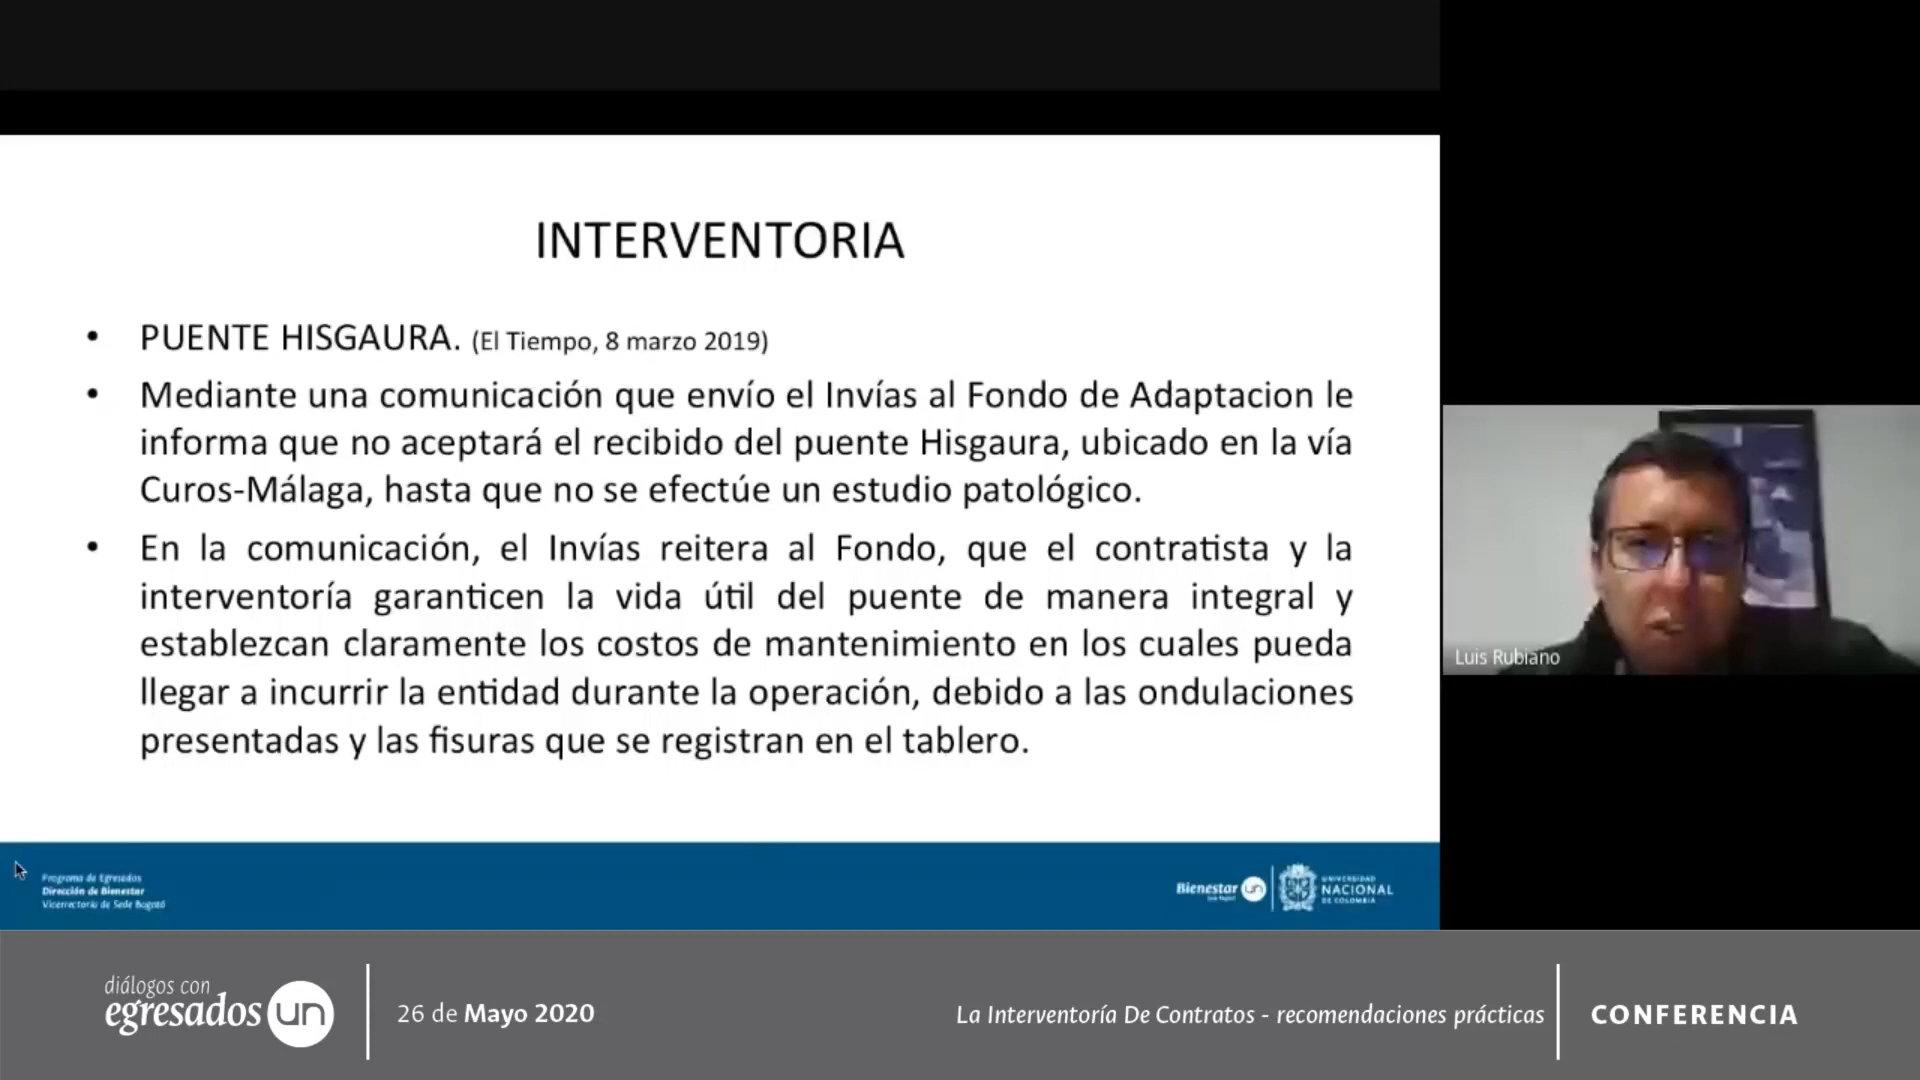 INTERVENTORIA
• PUENTE HISGAURA. (El Tiempo, 8 marzo 2019)
• Mediante una comunicación que envío el Invías al Fondo de Adaptacion le
informa que no aceptará el recibido del puente Hisgaura, ubicado en la vía
Curos-Málaga, hasta que no se efectúe un estudio patológico.
• En la comunicación, el Invías reitera al Fondo, que el contratista y la
interventoría garanticen la vida útil del puente de manera integral y
establezcan claramente los costos de mantenimiento en los cuales pueda
llegar a incurrir la entidad durante la operación, debido a las ondulaciones
presentadas y las fisuras que se registran en el tablero.
Luis Rubiano
Programa de Egresados
Dirección de Bienestar
Vicerrectoría de Sede Bogotá
Bienestar un
UNIVERSIDAD
NACIONAL
DE COLOMBIA
diálogos con
egresados un
26 de Mayo 2020
La Interventoría De Contratos - recomendaciones prácticas
CONFERENCIA